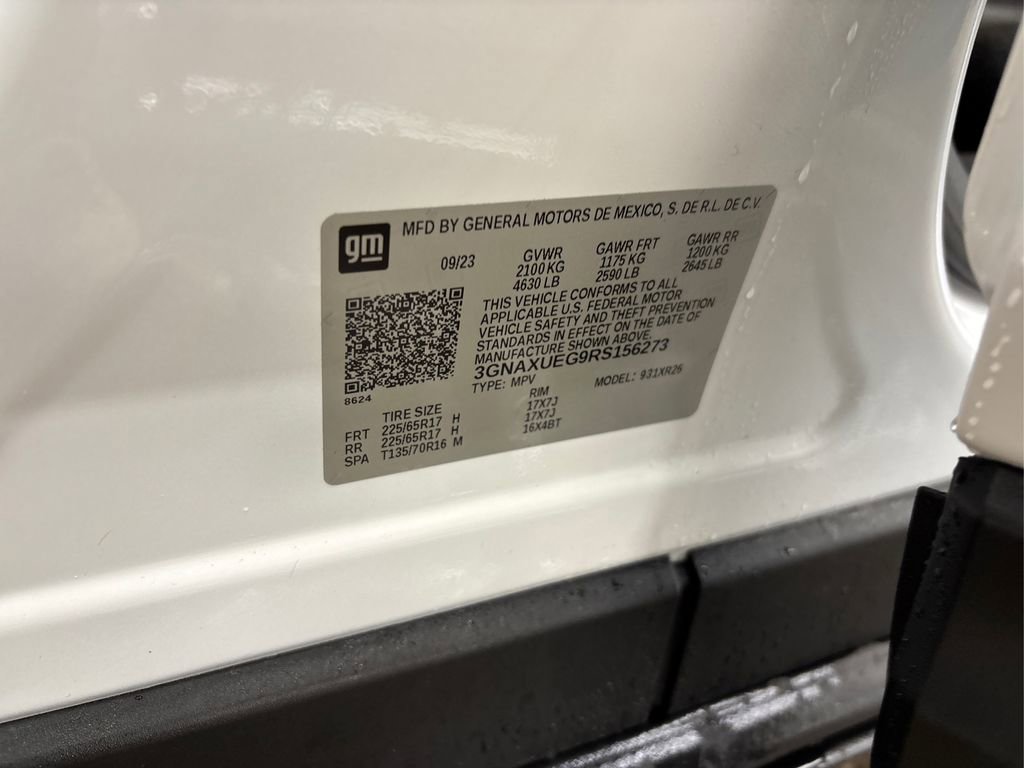 gm
MFD BY GENERAL MOTORS DE MEXICO, S. DE R.L. DE C.V.
09/23
GVWR GAWR FRT GAWR RR
2100 KG 1175 KG 1200 KG
4630 LB 2590 LB 2645 LB
THIS VEHICLE CONFORMS TO ALL
APPLICABLE U.S. FEDERAL MOTOR
VEHICLE SAFETY AND THEFT PREVENTION
STANDARDS IN EFFECT ON THE DATE OF
MANUFACTURE SHOWN ABOVE.
3GNAXUEG9RS156273
TYPE: MPV MODEL: 931XR26
8624
TIRE SIZE RIM
FRT 225/65R17 H 17X7J
RR 225/65R17 H 17X7J
SPA T135/70R16 M 16X4BT